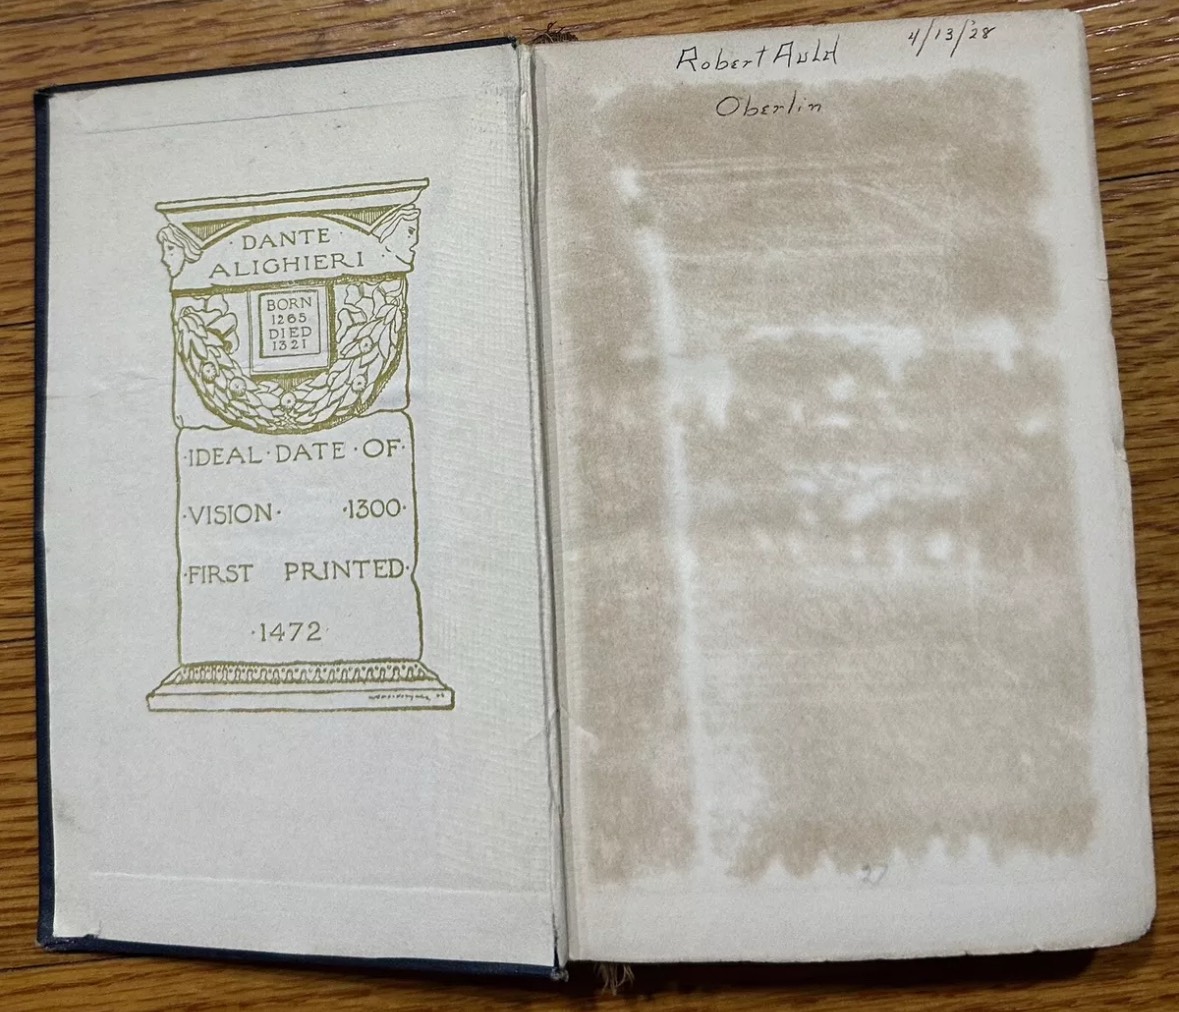 ·DANTE·
ALIGHIERI·
BORN
1265
DIED
1321
·IDEAL·DATE·OF·
·VISION· ·1300·
·FIRST PRINTED·
·1472·
Robert Auld 4/13/'28
Oberlin
27